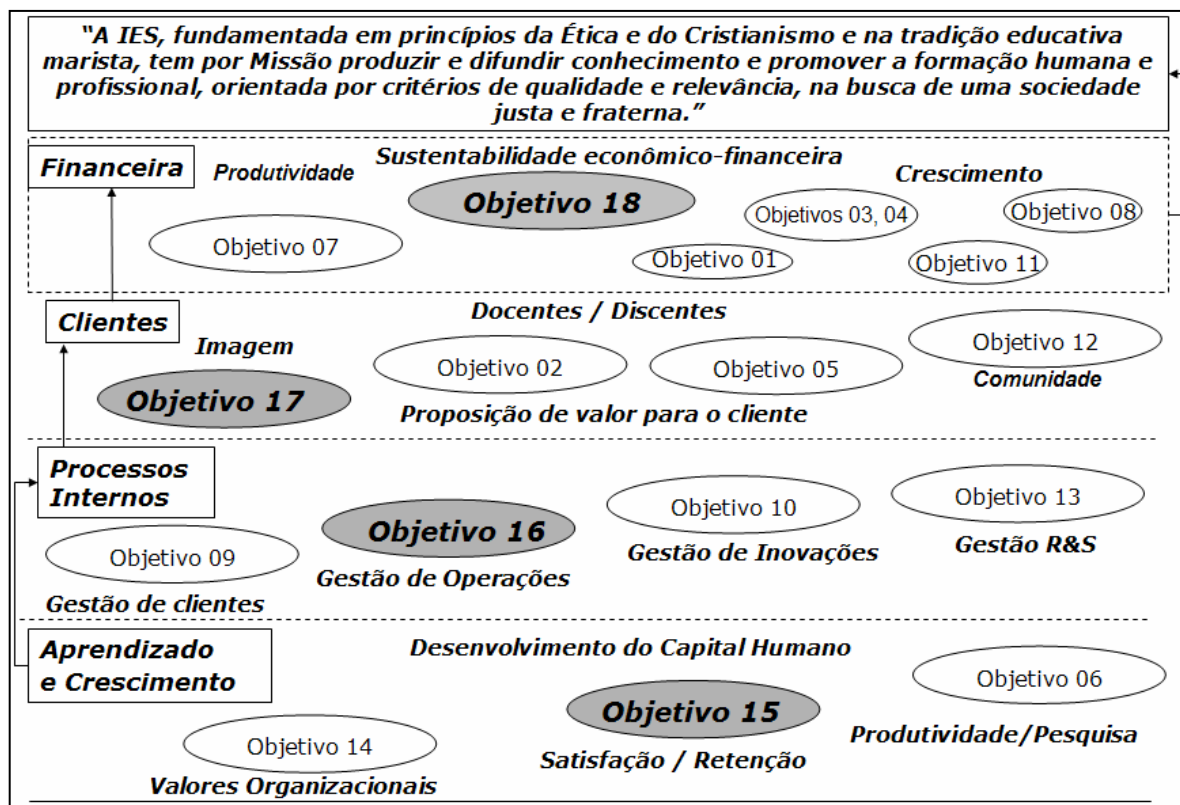 “A IES, fundamentada em princípios da Ética e do Cristianismo e na tradição educativa
marista, tem por Missão produzir e difundir conhecimento e promover a formação humana e
profissional, orientada por critérios de qualidade e relevância, na busca de uma sociedade
justa e fraterna.”
Financeira
Produtividade
Sustentabilidade econômico-financeira
Crescimento
Objetivo 18
Objetivos 03, 04
Objetivo 08
Objetivo 07
Objetivo 01
Objetivo 11
Clientes
Docentes / Discentes
Imagem
Objetivo 02
Objetivo 05
Objetivo 12
Comunidade
Objetivo 17
Proposição de valor para o cliente
Processos
Internos
Objetivo 09
Objetivo 16
Objetivo 10
Objetivo 13
Gestão de clientes
Gestão de Operações
Gestão de Inovações
Gestão R&S
Aprendizado
e Crescimento
Desenvolvimento do Capital Humano
Objetivo 06
Objetivo 15
Produtividade/Pesquisa
Objetivo 14
Satisfação / Retenção
Valores Organizacionais